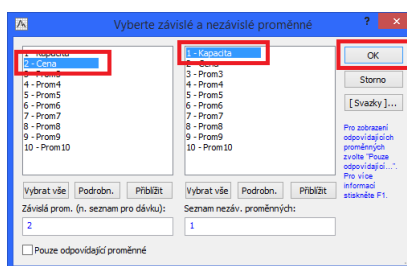 Vyberte závislé a nezávislé proměnné
?
1 - Kapacita
2 - Cena
3 - Prom3
4 - Prom4
5 - Prom5
6 - Prom6
7 - Prom7
8 - Prom8
9 - Prom9
10 - Prom10
1 - Kapacita
2 - Cena
3 - Prom3
4 - Prom4
5 - Prom5
6 - Prom6
7 - Prom7
8 - Prom8
9 - Prom9
10 - Prom10
OK
Storno
[ Svazky ]...
Pro zobrazení
odpovídajících
proměnných
zvolte "Pouze
odpovídající...".
Pro více
informací
stiskněte F1.
Vybrat vše Podrobn. Přiblížit
Vybrat vše Podrobn. Přiblížit
Závislá prom. (n. seznam pro dávku):
2
Seznam nezáv. proměnných:
1
Pouze odpovídající proměnné